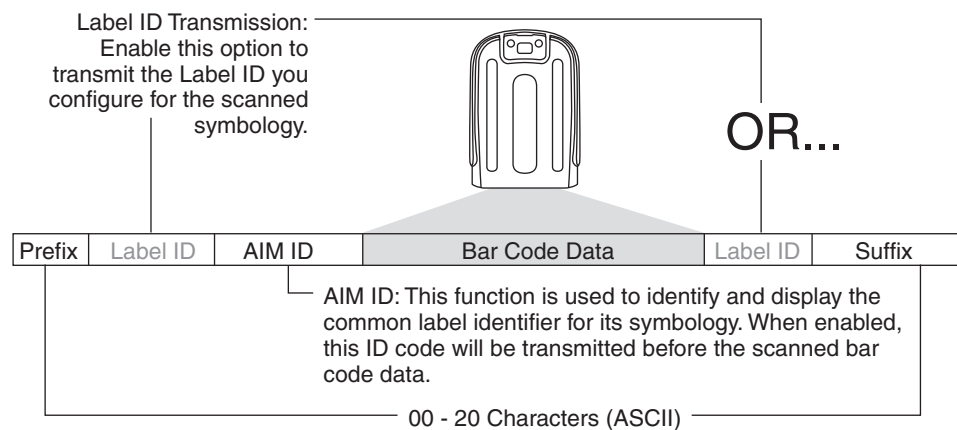 Label ID Transmission:
Enable this option to
transmit the Label ID you
configure for the scanned
symbology.
OR...
Prefix Label ID AIM ID Bar Code Data Label ID Suffix
AIM ID: This function is used to identify and display the
common label identifier for its symbology. When enabled,
this ID code will be transmitted before the scanned bar
code data.
00 - 20 Characters (ASCII)